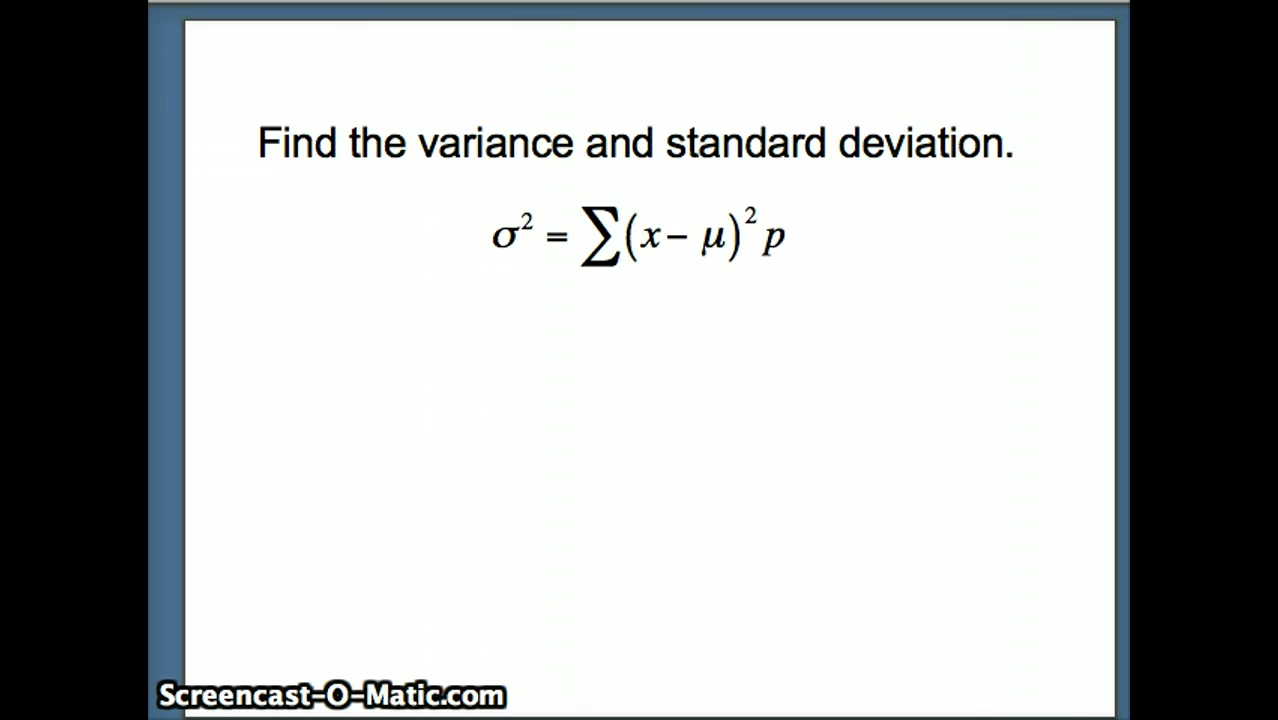 Find the variance and standard deviation.
σ² = ∑(x − μ)² p
Screencast-O-Matic.com